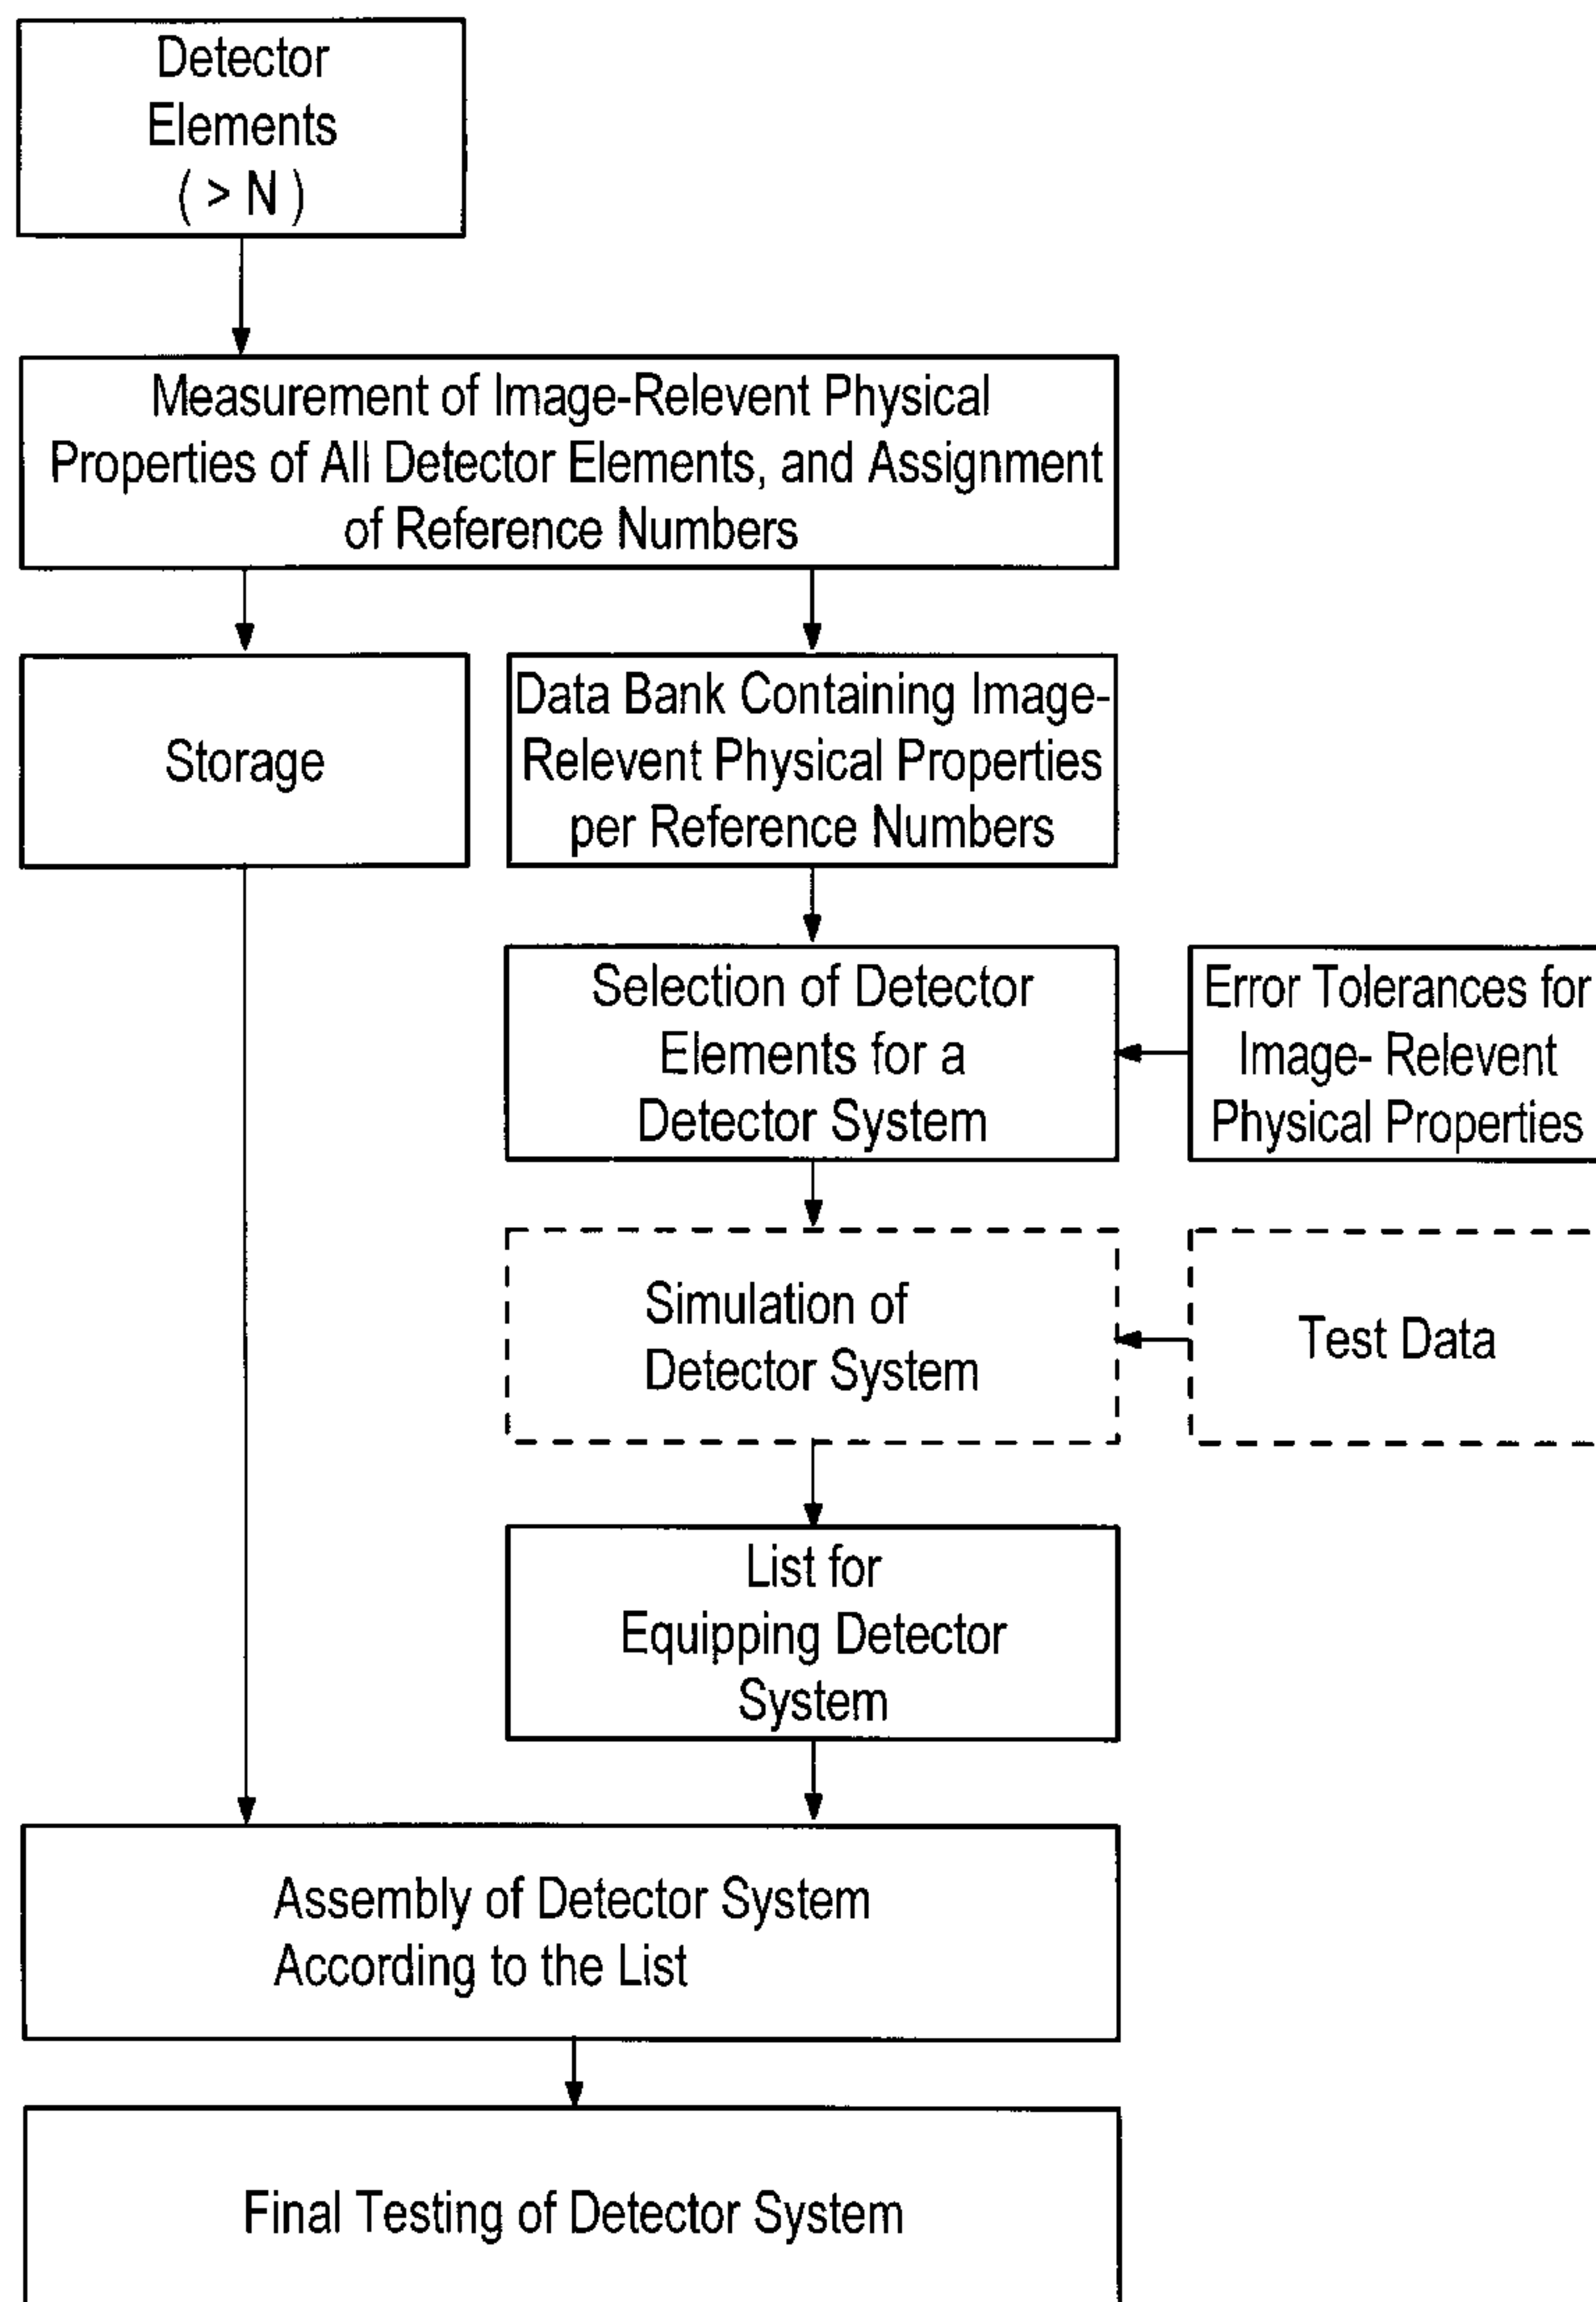 Detector
Elements
( > N )
Measurement of Image-Relevent Physical
Properties of All Detector Elements, and Assignment
of Reference Numbers
Storage
Data Bank Containing Image-
Relevent Physical Properties
per Reference Numbers
Selection of Detector
Elements for a
Detector System
Error Tolerances for
Image- Relevent
Physical Properties
Simulation of
Detector System
Test Data
List for
Equipping Detector
System
Assembly of Detector System
According to the List
Final Testing of Detector System